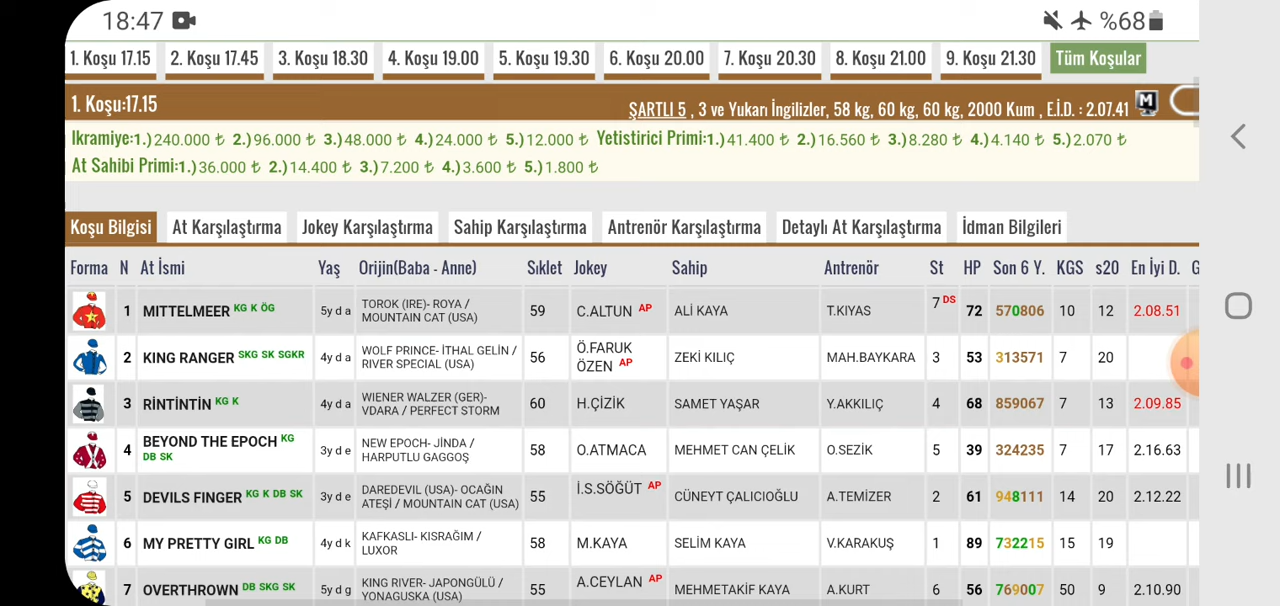 18:47 %68
1. Koşu 17.15 2. Koşu 17.45 3. Koşu 18.30 4. Koşu 19.00 5. Koşu 19.30 6. Koşu 20.00 7. Koşu 20.30 8. Koşu 21.00 9. Koşu 21.30 Tüm Koşular
1. Koşu:17.15 ŞARTLI 5 , 3 ve Yukarı İngilizler, 58 kg, 60 kg, 60 kg, 2000 Kum , E.İ.D. : 2.07.41 M
Ikramiye:1.)240.000 ₺ 2.)96.000 ₺ 3.)48.000 ₺ 4.)24.000 ₺ 5.)12.000 ₺ Yetistirici Primi:1.)41.400 ₺ 2.)16.560 ₺ 3.)8.280 ₺ 4.)4.140 ₺ 5.)2.070 ₺
At Sahibi Primi:1.)36.000 ₺ 2.)14.400 ₺ 3.)7.200 ₺ 4.)3.600 ₺ 5.)1.800 ₺
Koşu Bilgisi At Karşılaştırma Jokey Karşılaştırma Sahip Karşılaştırma Antrenör Karşılaştırma Detaylı At Karşılaştırma İdman Bilgileri
Forma N At İsmi Yaş Orijin(Baba - Anne) Sıklet Jokey Sahip Antrenör St HP Son 6 Y. KGS s20 En İyi D. G
1 MITTELMEER KG K ÖG 5y d a TOROK (IRE)- ROYA / MOUNTAIN CAT (USA) 59 C.ALTUN AP ALİ KAYA T.KIYAS 7 DS 72 570806 10 12 2.08.51
2 KING RANGER SKG SK SGKR 4y d a WOLF PRINCE- İTHAL GELİN / RIVER SPECIAL (USA) 56 Ö.FARUK ÖZEN AP ZEKİ KILIÇ MAH.BAYKARA 3 53 313571 7 20
3 RİNTİNTİN KG K 4y d a WIENER WALZER (GER)- VDARA / PERFECT STORM 60 H.ÇİZİK SAMET YAŞAR Y.AKKILIÇ 4 68 859067 7 13 2.09.85
4 BEYOND THE EPOCH KG DB SK 3y d e NEW EPOCH- JİNDA / HARPUTLU GAGGOŞ 58 O.ATMACA MEHMET CAN ÇELİK O.SEZİK 5 39 324235 7 17 2.16.63
5 DEVILS FINGER KG K DB SK 3y d e DAREDEVIL (USA)- OCAĞIN ATEŞİ / MOUNTAIN CAT (USA) 55 İ.S.SÖĞÜT AP CÜNEYT ÇALICIOĞLU A.TEMİZER 2 61 948111 14 20 2.12.22
6 MY PRETTY GIRL KG DB 4y d k KAFKASLI- KISRAĞIM / LUXOR 58 M.KAYA SELİM KAYA V.KARAKUŞ 1 89 732215 15 19
7 OVERTHROWN DB SKG SK 5y d g KING RIVER- JAPONGÜLÜ / YONAGUSKA (USA) 55 A.CEYLAN AP MEHMETAKİF KAYA A.KURT 6 56 769007 50 9 2.10.90